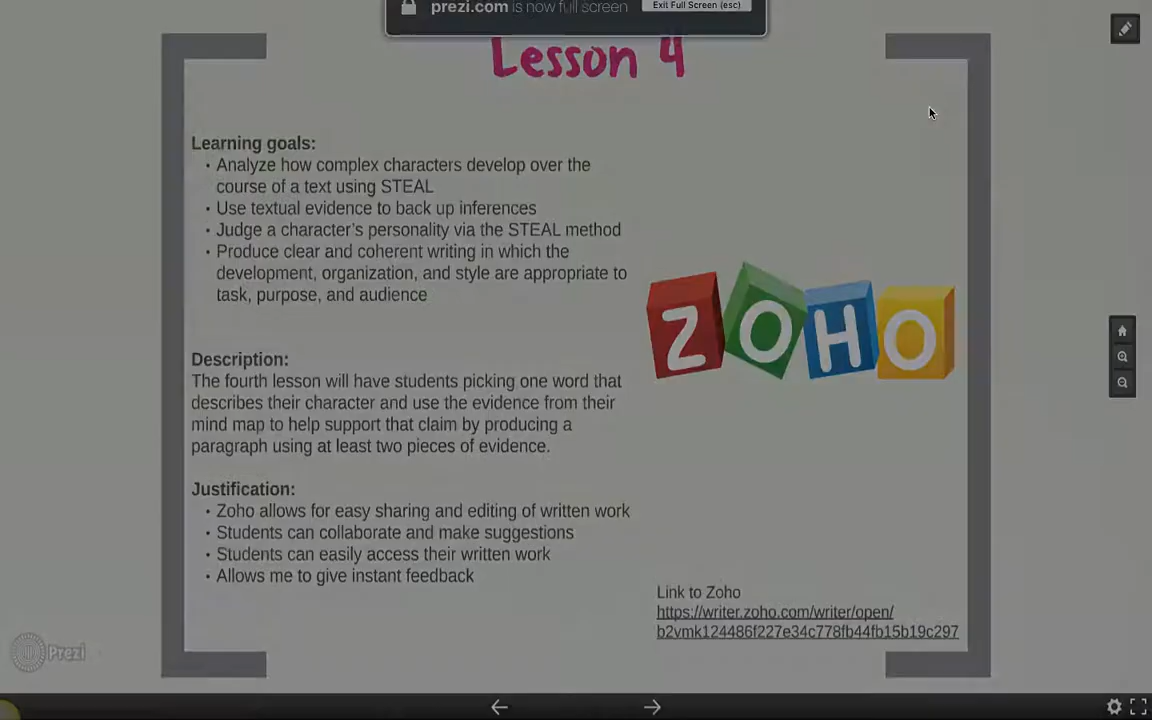 prezi.com is now full screen
Exit Full Screen (esc)
Lesson 4
Learning goals:
• Analyze how complex characters develop over the
course of a text using STEAL
• Use textual evidence to back up inferences
• Judge a character's personality via the STEAL method
• Produce clear and coherent writing in which the
development, organization, and style are appropriate to
task, purpose, and audience
ZOHO
Description:
The fourth lesson will have students picking one word that
describes their character and use the evidence from their
mind map to help support that claim by producing a
paragraph using at least two pieces of evidence.
Justification:
• Zoho allows for easy sharing and editing of written work
• Students can collaborate and make suggestions
• Students can easily access their written work
• Allows me to give instant feedback
Link to Zoho
https://writer.zoho.com/writer/open/
b2vmk124486f227e34c778fb44fb15b19c297
Prezi